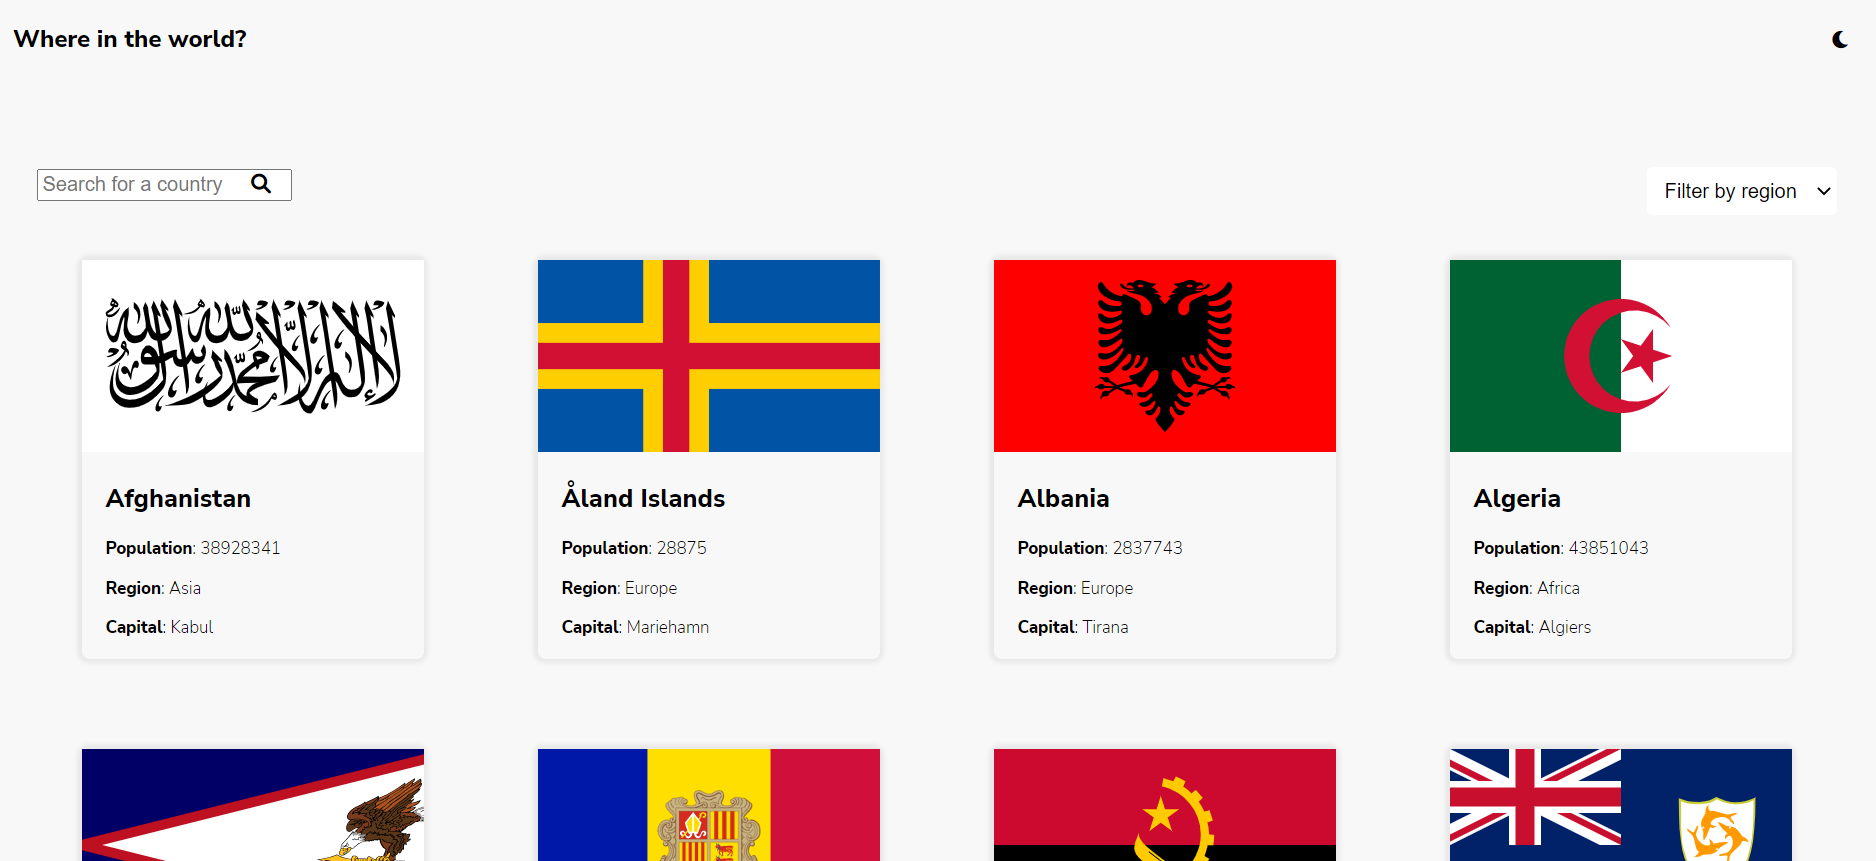 Where in the world?
Search for a country
Filter by region
لا إله إلا الله محمد رسول الله
Afghanistan
Population: 38928341
Region: Asia
Capital: Kabul
Åland Islands
Population: 28875
Region: Europe
Capital: Mariehamn
Albania
Population: 2837743
Region: Europe
Capital: Tirana
Algeria
Population: 43851043
Region: Africa
Capital: Algiers